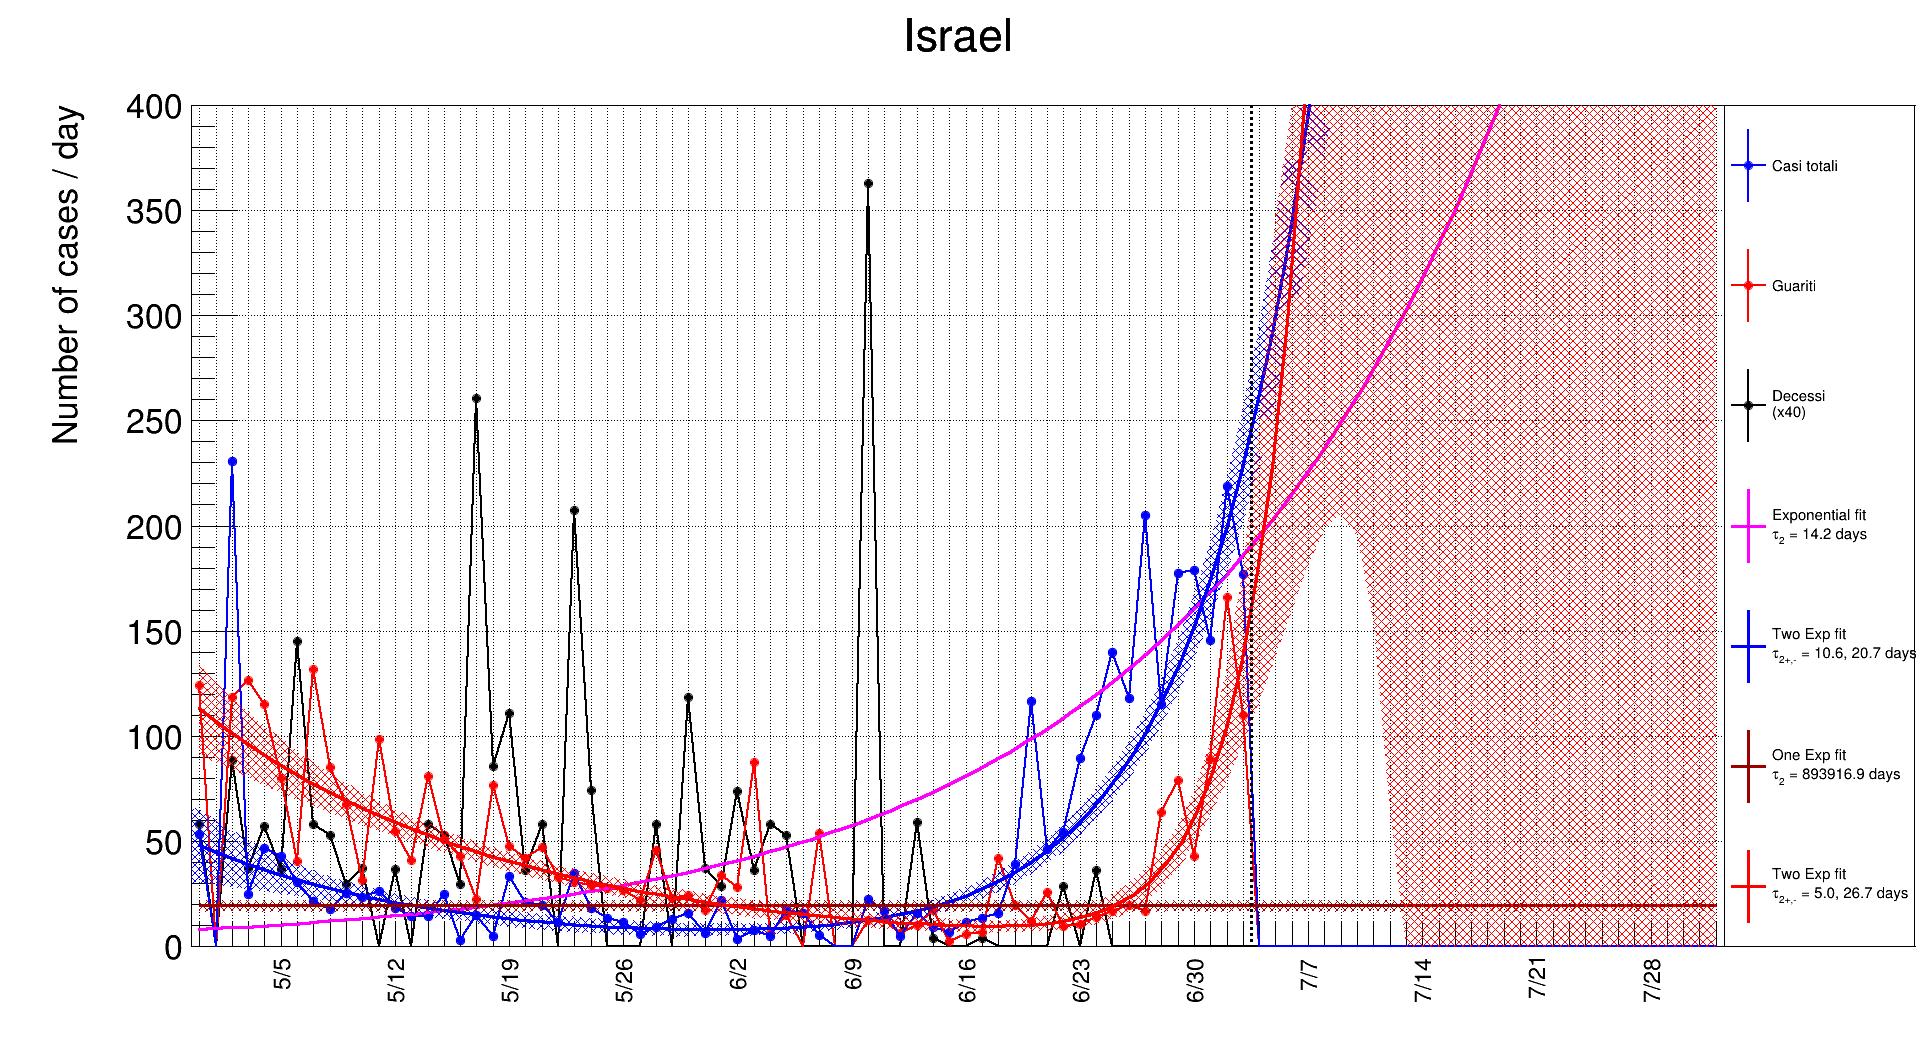 Israel
Number of cases / day
400
350
300
250
200
150
100
50
0
5/5
5/12
5/19
5/26
6/2
6/9
6/16
6/23
6/30
7/7
7/14
7/21
7/28
Casi totali
Guariti
Decessi
(x40)
Exponential fit
τ2 = 14.2 days
Two Exp fit
τ2+,- = 10.6, 20.7 days
One Exp fit
τ2 = 893916.9 days
Two Exp fit
τ2+,- = 5.0, 26.7 days